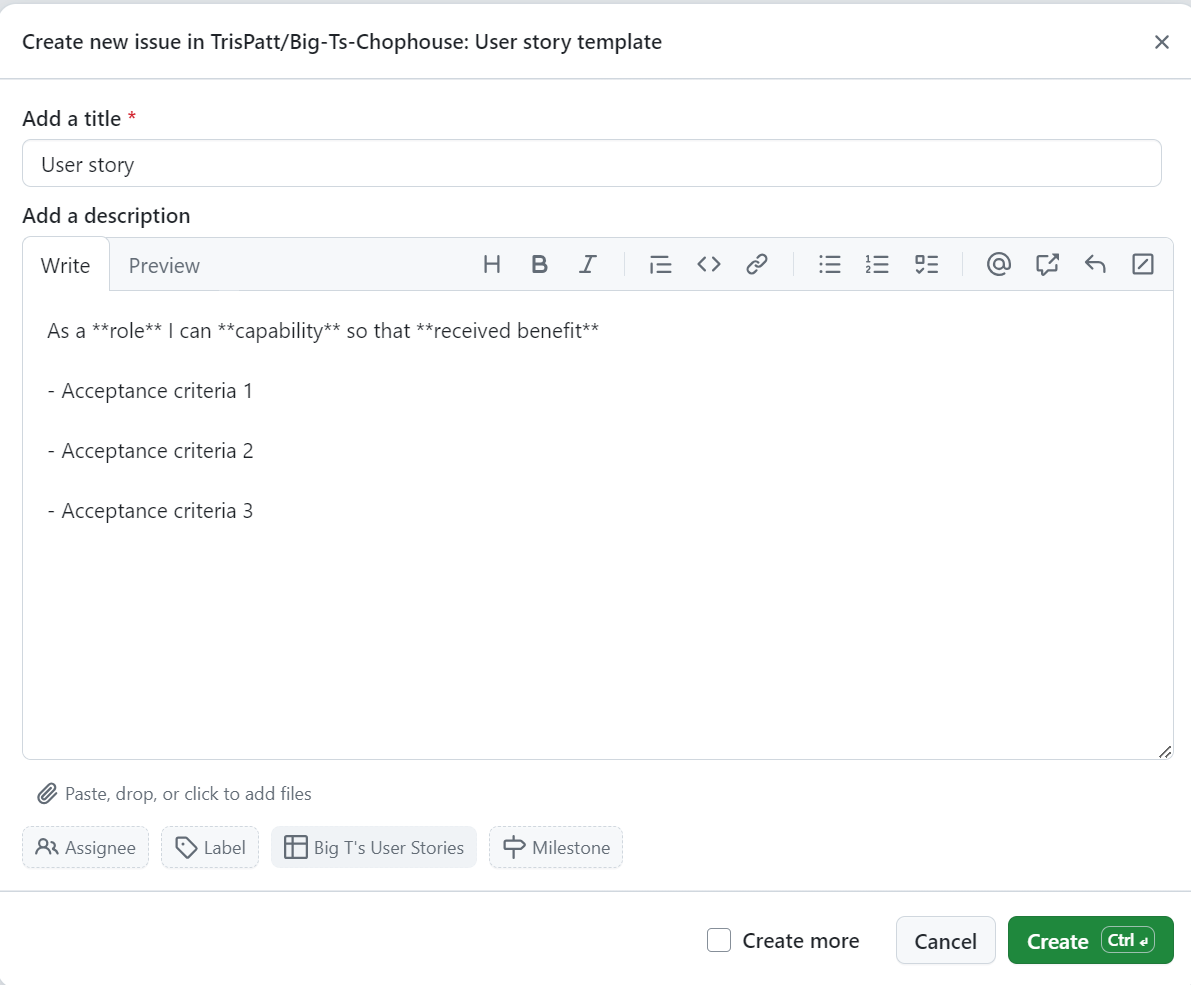 Create new issue in TrisPatt/Big-Ts-Chophouse: User story template
Add a title *
User story
Add a description
Write Preview
As a **role** I can **capability** so that **received benefit**
- Acceptance criteria 1
- Acceptance criteria 2
- Acceptance criteria 3
Paste, drop, or click to add files
Assignee Label Big T's User Stories Milestone
Create more Cancel Create Ctrl ↵